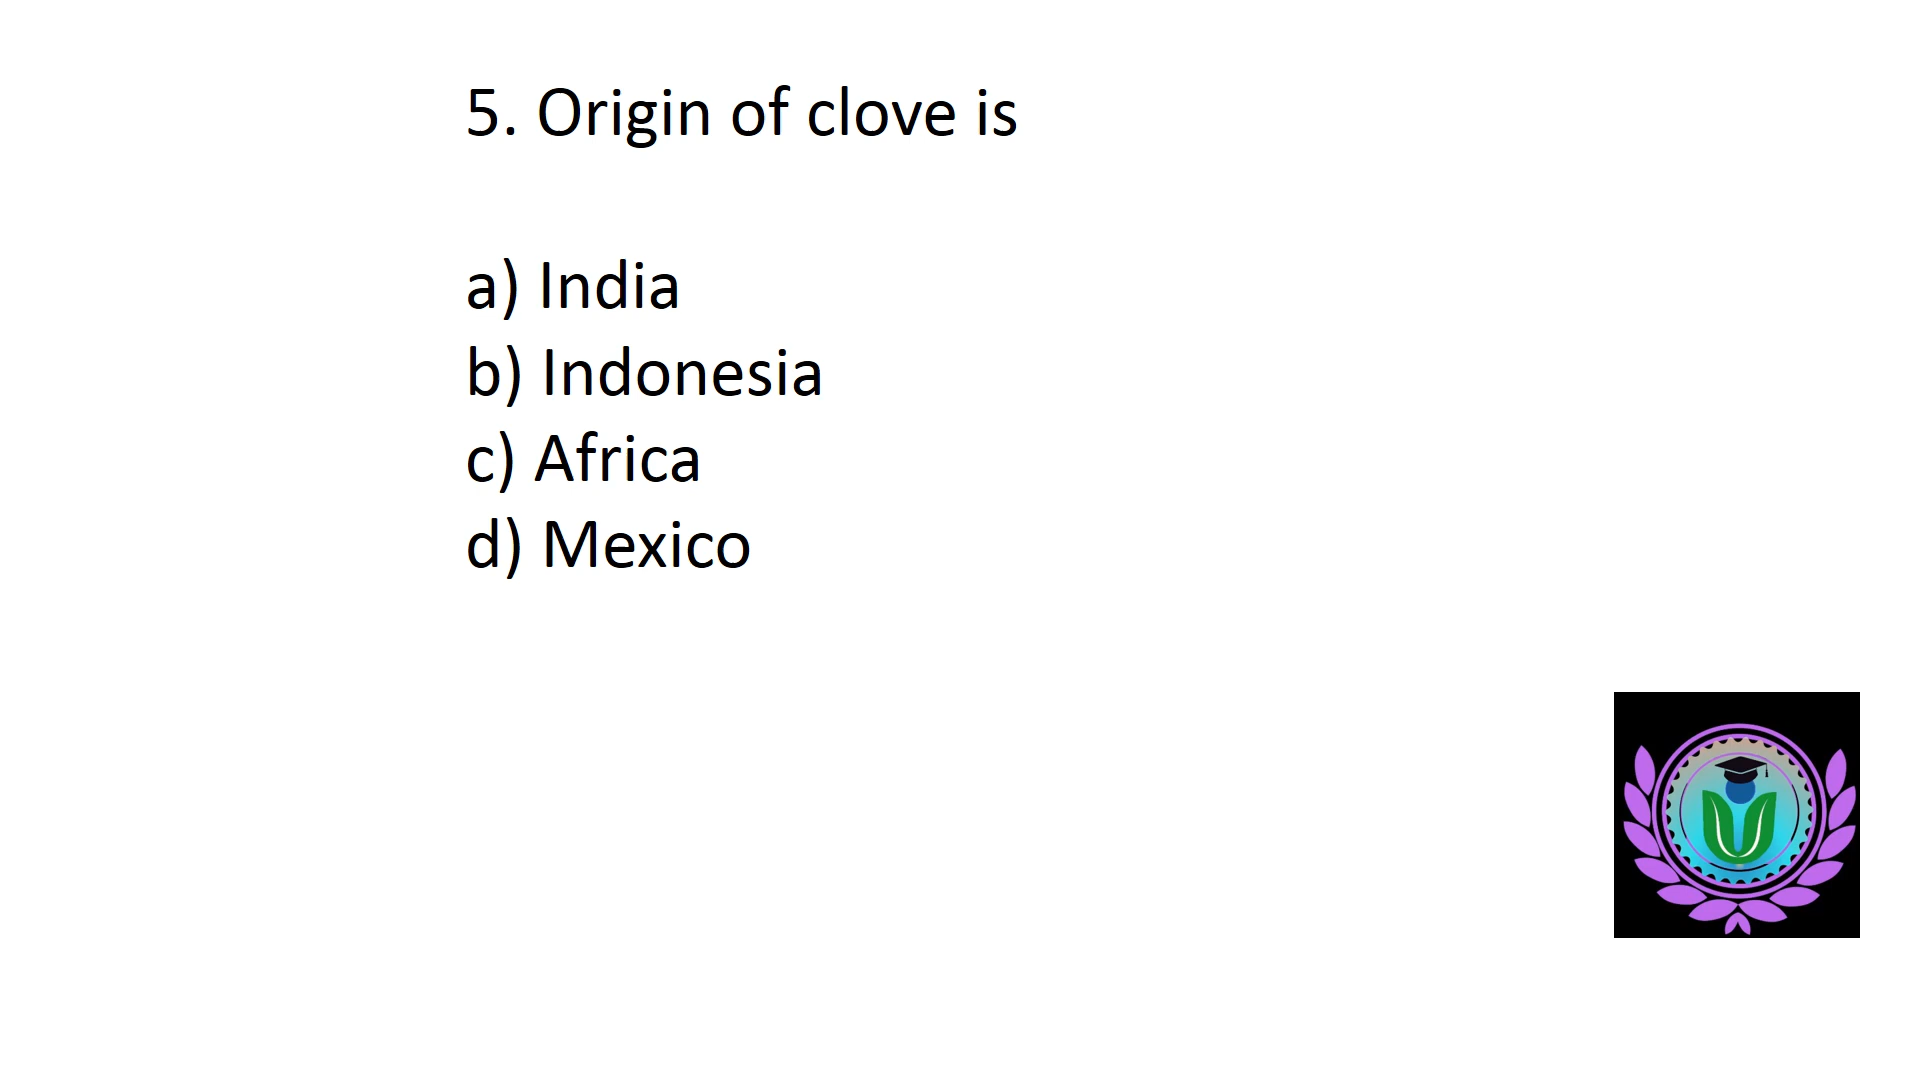 5. Origin of clove is
a) India
b) Indonesia
c) Africa
d) Mexico